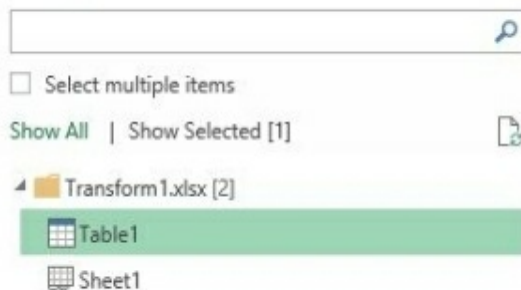 Select multiple items
Show All | Show Selected [1]
Transform1.xlsx [2]
Table1
Sheet1